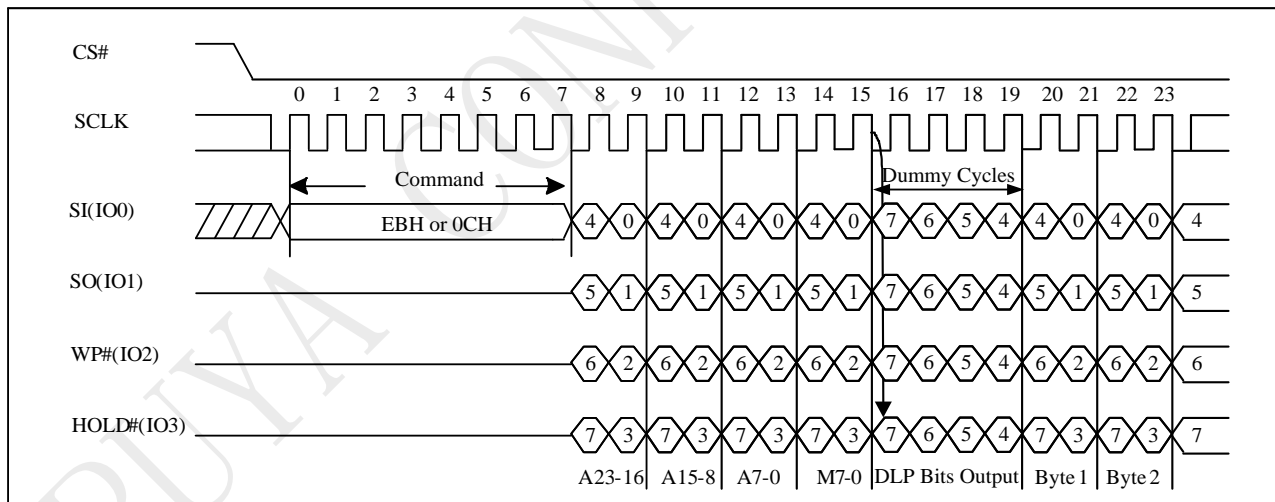 CS#
0 1 2 3 4 5 6 7 8 9 10 11 12 13 14 15 16 17 18 19 20 21 22 23
SCLK
Command
Dummy Cycles
SI(IO0)
EBH or 0CH
4 0 4 0 4 0 4 0 7 6 5 4 4 0 4 0 4
SO(IO1)
5 1 5 1 5 1 5 1 7 6 5 4 5 1 5 1 5
WP#(IO2)
6 2 6 2 6 2 6 2 7 6 5 4 6 2 6 2 6
HOLD#(IO3)
7 3 7 3 7 3 7 3 7 6 5 4 7 3 7 3 7
A23-16 A15-8 A7-0 M7-0 DLP Bits Output Byte1 Byte2
PUYA CONF